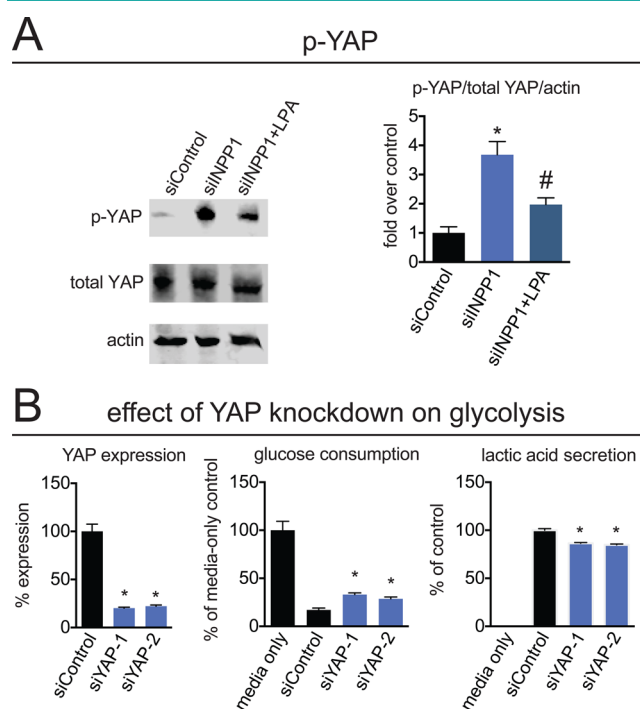 A
p-YAP
siControl
siINPP1
siINPP1+LPA
p-YAP
total YAP
actin
p-YAP/total YAP/actin
fold over control
5
4
3
2
1
0
*
#
siControl
siINPP1
siINPP1+LPA
B
effect of YAP knockdown on glycolysis
YAP expression
% expression
150
100
50
0
*
*
siControl
siYAP-1
siYAP-2
glucose consumption
% of media-only control
150
100
50
0
*
*
media only
siControl
siYAP-1
siYAP-2
lactic acid secretion
% of control
150
100
50
0
*
*
media only
siControl
siYAP-1
siYAP-2